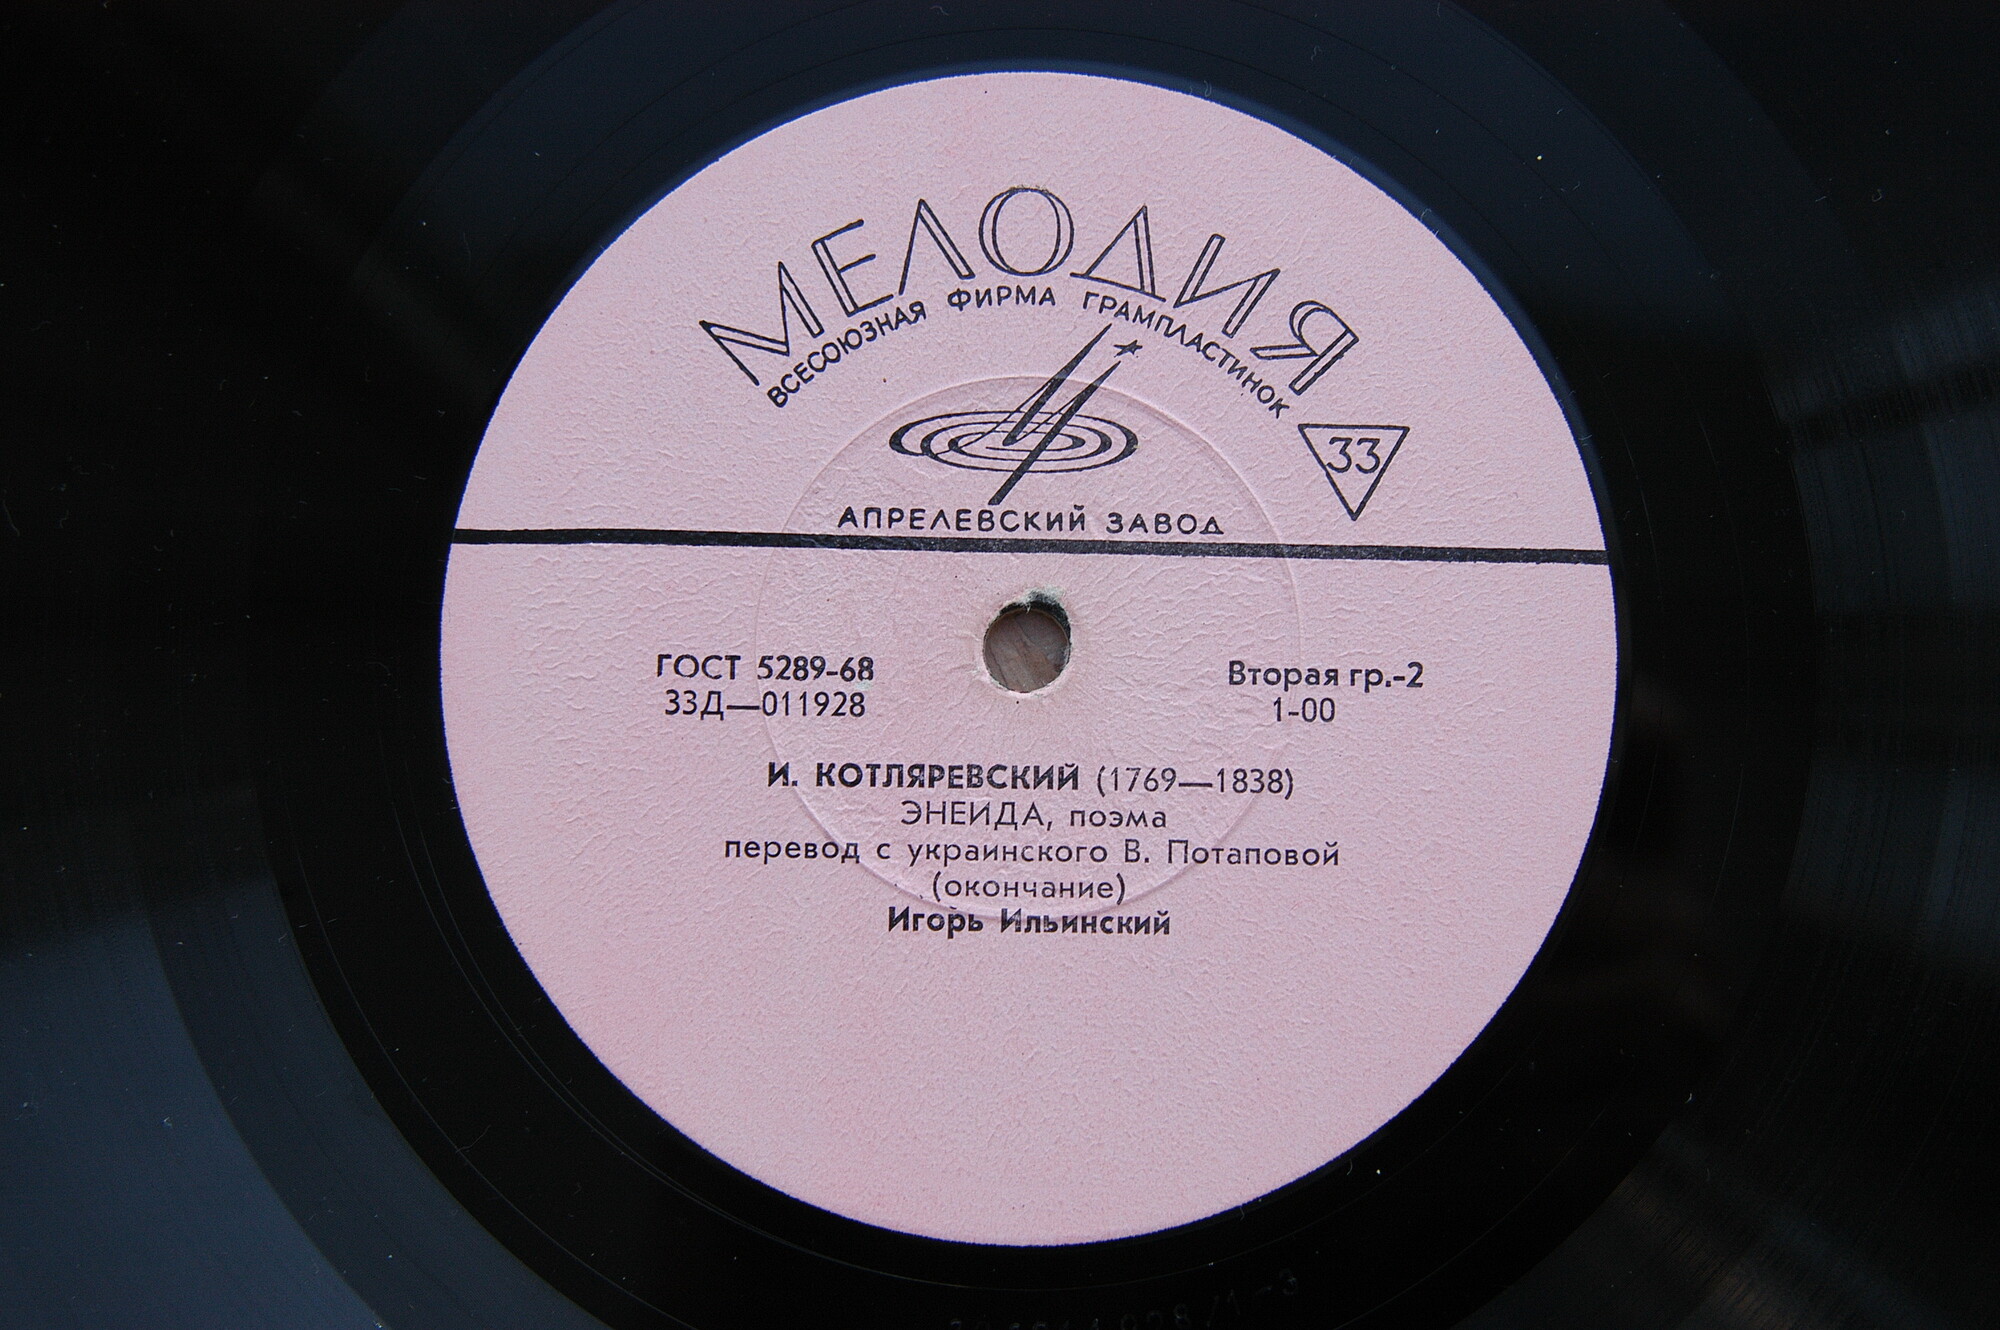 МЕЛОДИЯ
ВСЕСОЮЗНАЯ ФИРМА ГРАМПЛАСТИНОК
33
АПРЕЛЕВСКИЙ ЗАВОД
ГОСТ 5289-68
33Д—011928
Вторая гр.-2
1-00
И. КОТЛЯРЕВСКИЙ (1769—1838)
ЭНЕИДА, поэма
перевод с украинского В. Потаповой
(окончание)
Игорь Ильинский